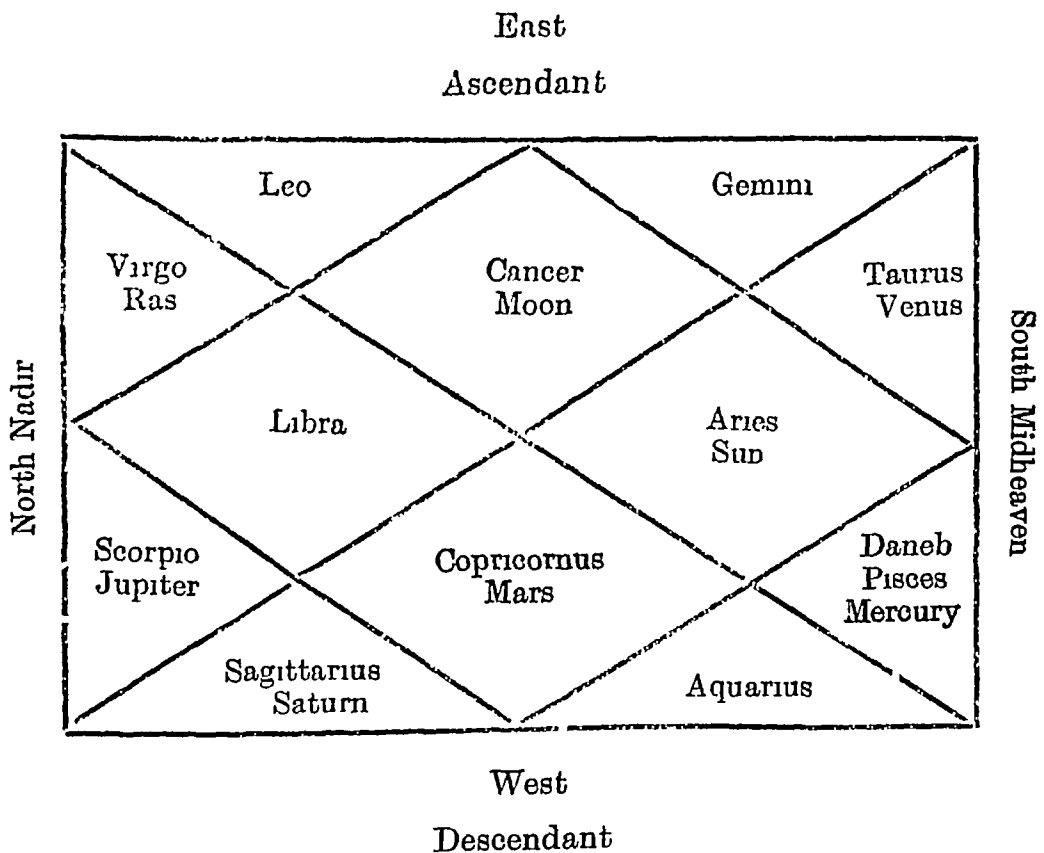 East
Ascendant
Leo
Gemini
Virgo
Ras
Cancer
Moon
Taurus
Venus
North Nadir
South Midheaven
Libra
Aries
Sun
Scorpio
Jupiter
Copricornus
Mars
Daneb
Pisces
Mercury
Sagittarius
Saturn
Aquarius
West
Descendant